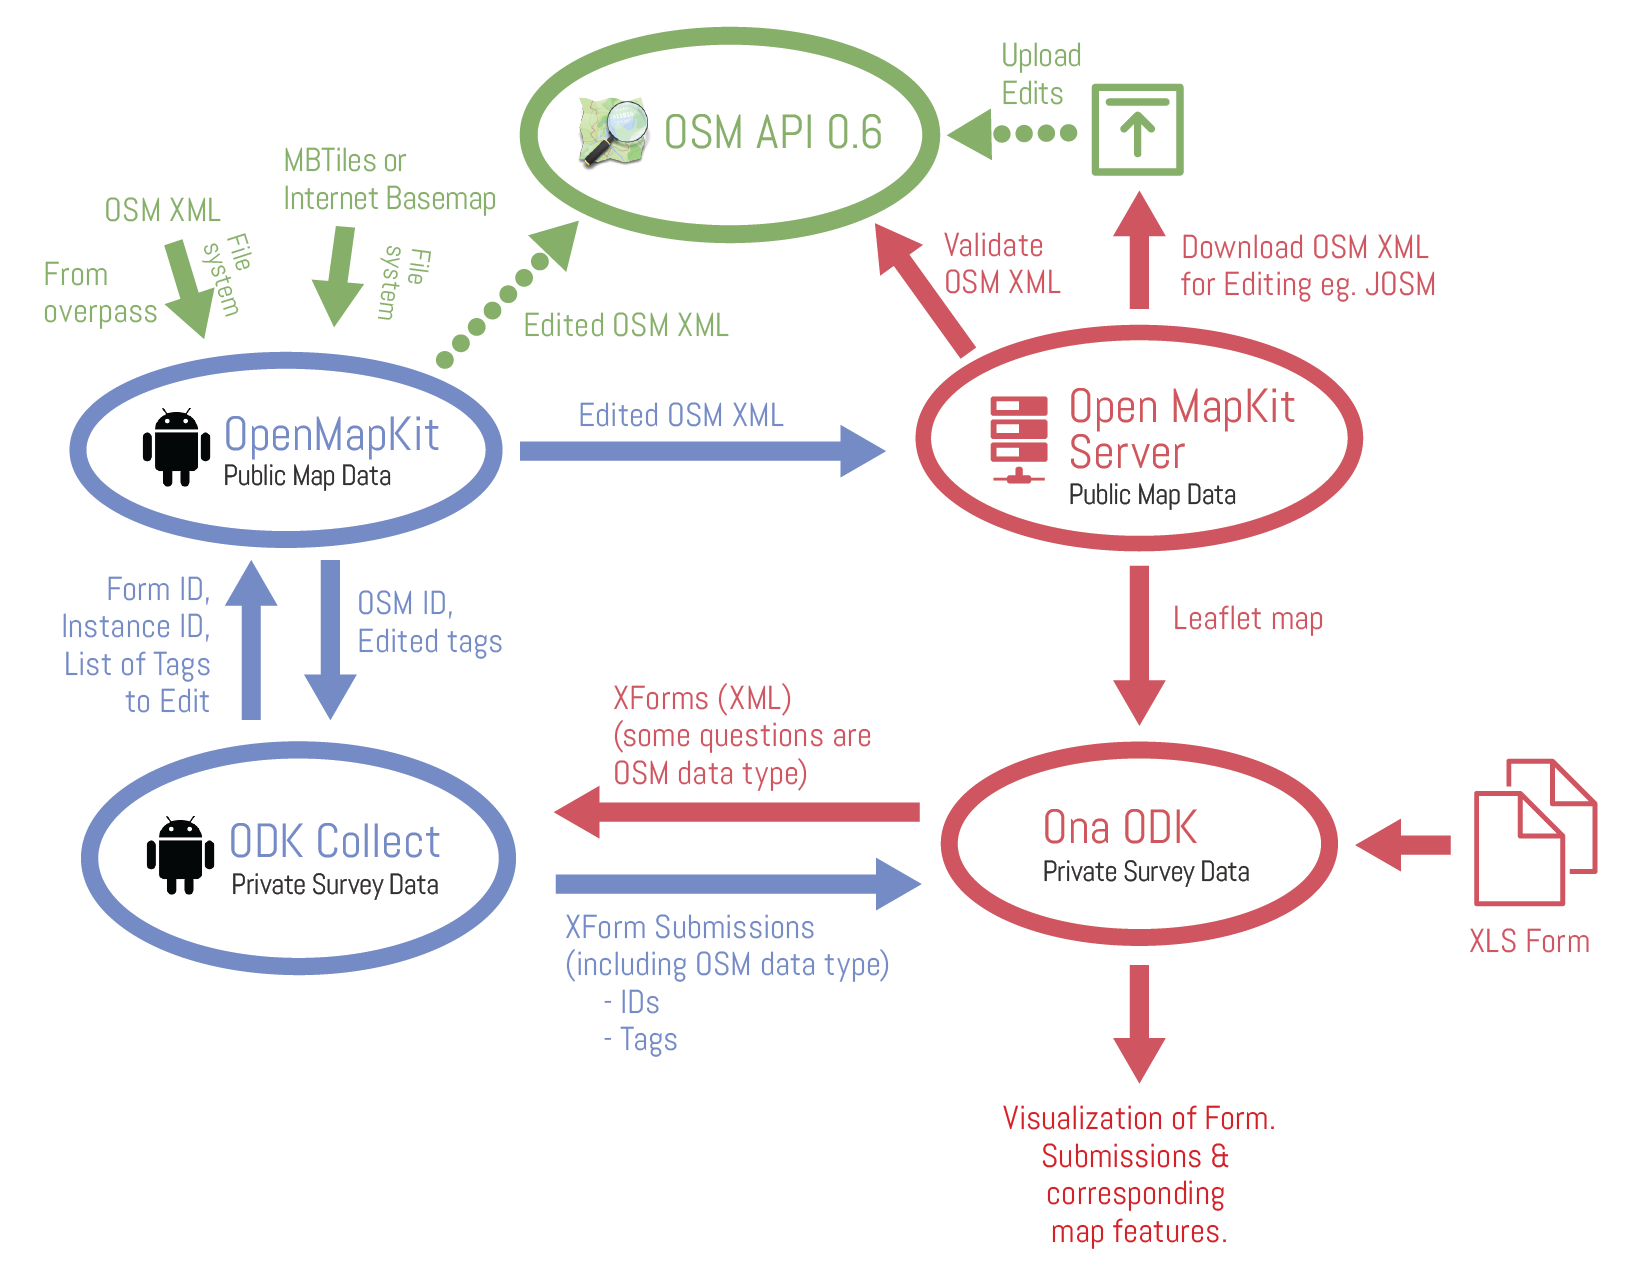 Upload
Edits
OSM API 0.6
MBTiles or
Internet Basemap
OSM XML
File
system
From
overpass
File
system
Validate
OSM XML
Download OSM XML
for Editing eg. JOSM
Edited OSM XML
Edited OSM XML
OpenMapKit
Public Map Data
Open MapKit
Server
Public Map Data
Form ID,
Instance ID,
List of Tags
to Edit
OSM ID,
Edited tags
Leaflet map
XForms (XML)
(some questions are
OSM data type)
ODK Collect
Private Survey Data
Ona ODK
Private Survey Data
XLS Form
XForm Submissions
(including OSM data type)
- IDs
- Tags
Visualization of Form.
Submissions &
corresponding
map features.